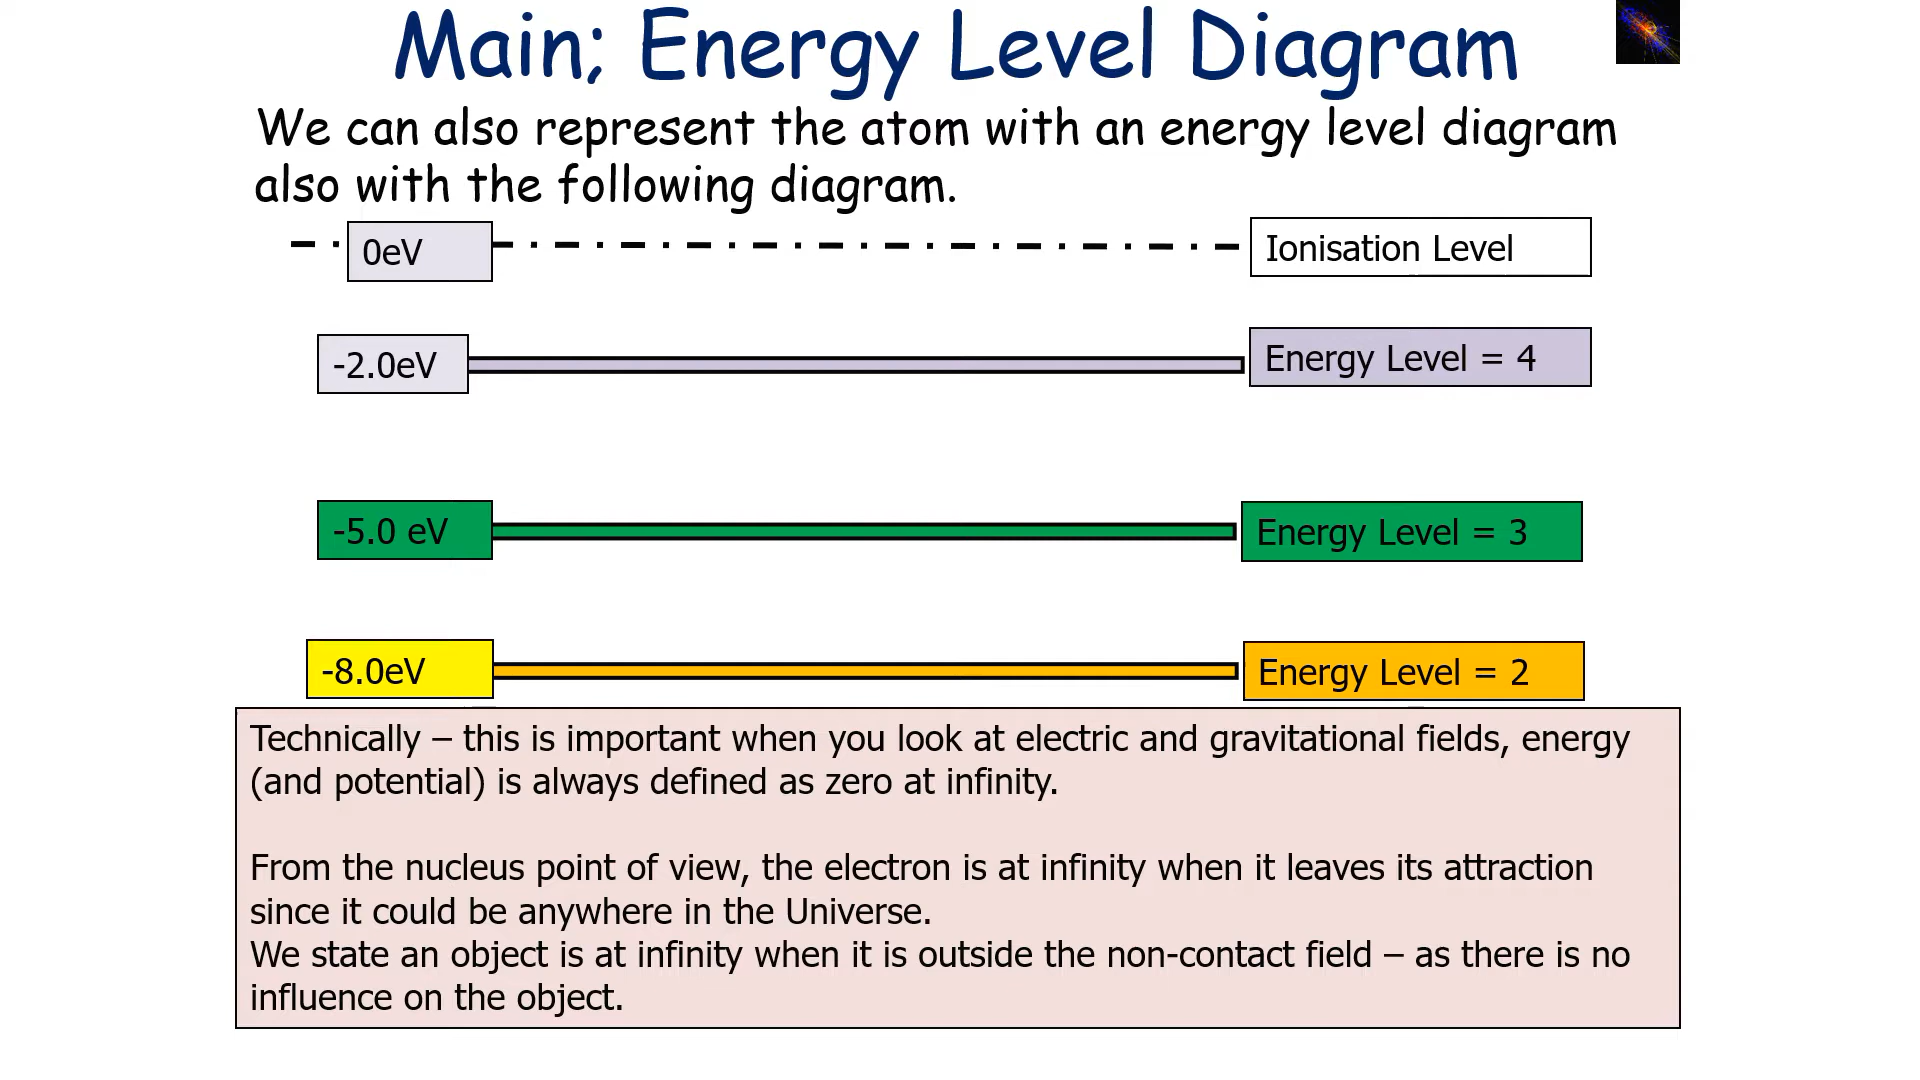 Main; Energy Level Diagram
We can also represent the atom with an energy level diagram
also with the following diagram.
0eV
Ionisation Level
-2.0eV
Energy Level = 4
-5.0 eV
Energy Level = 3
-8.0eV
Energy Level = 2
Technically – this is important when you look at electric and gravitational fields, energy
(and potential) is always defined as zero at infinity.
From the nucleus point of view, the electron is at infinity when it leaves its attraction
since it could be anywhere in the Universe.
We state an object is at infinity when it is outside the non-contact field – as there is no
influence on the object.